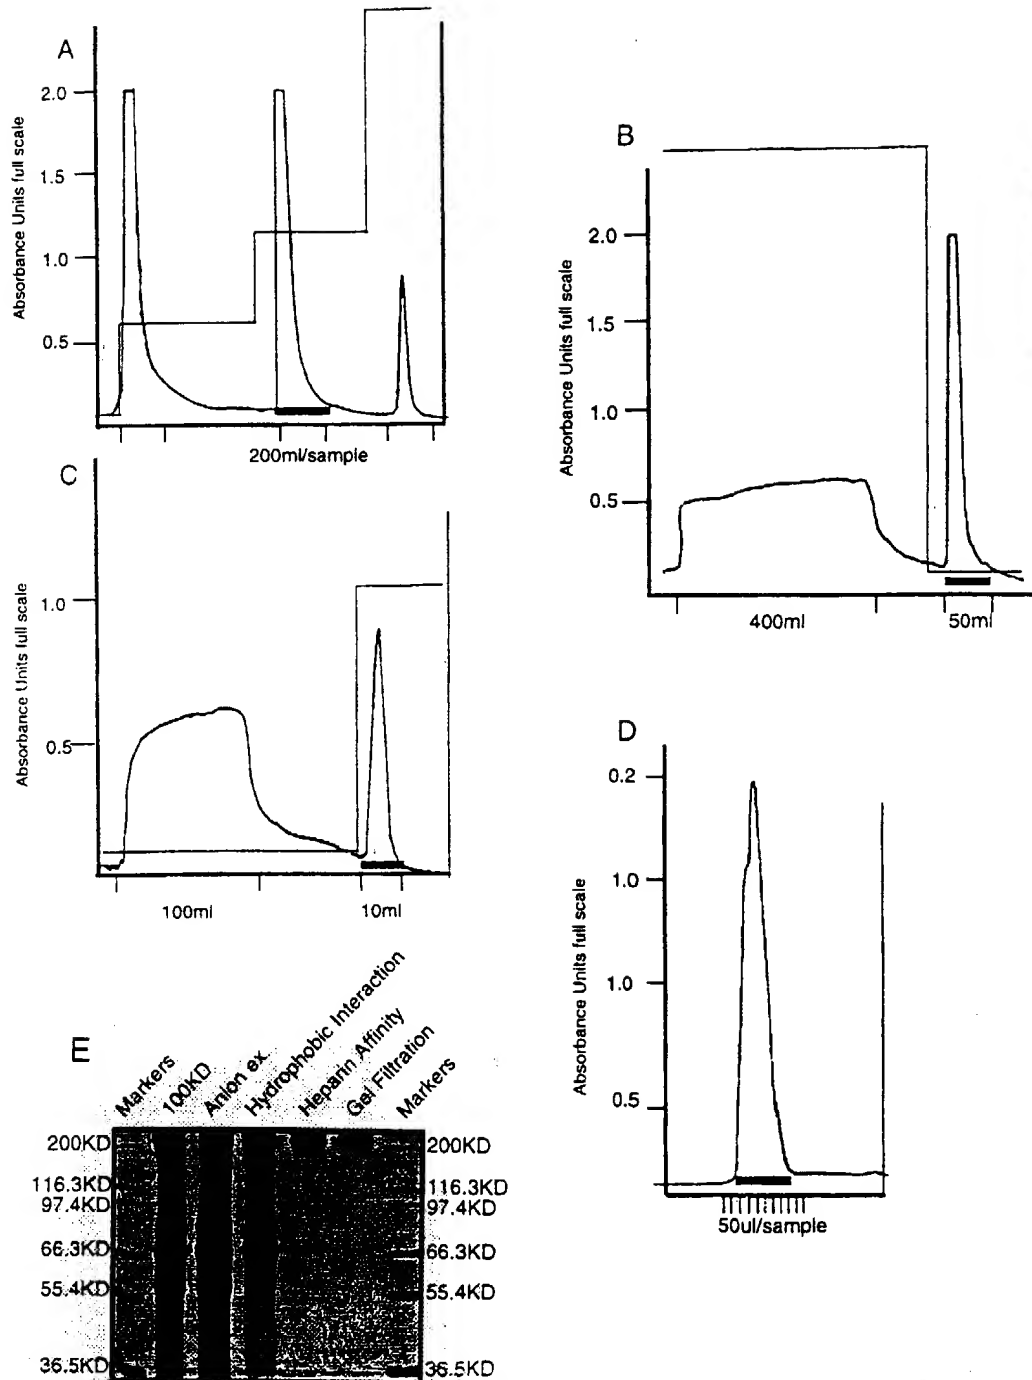 A
Absorbance Units full scale
2.0
1.5
1.0
0.5
200ml/sample
B
Absorbance Units full scale
2.0
1.5
1.0
0.5
400ml
50ml
C
Absorbance Units full scale
1.0
0.5
100ml
10ml
D
Absorbance Units full scale
0.2
1.0
1.0
0.5
50ul/sample
E
Markers
100KD
Anion ex.
Hydrophobic Interaction
Heparin Affinity
Gel Filtration
Markers
200KD
116.3KD
97.4KD
66.3KD
55.4KD
36.5KD
200KD
116.3KD
97.4KD
66.3KD
55.4KD
36.5KD